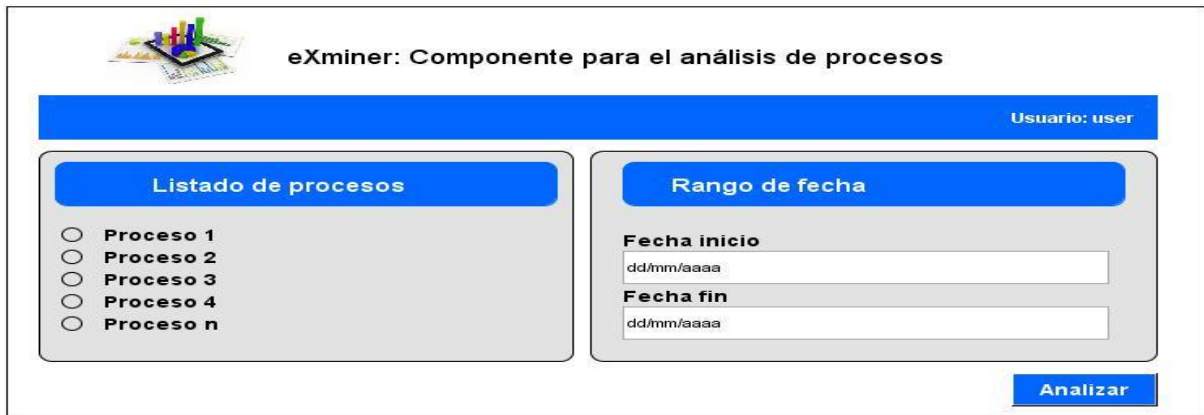 eXminer: Componente para el análisis de procesos
Usuario: user
Listado de procesos
Proceso 1
Proceso 2
Proceso 3
Proceso 4
Proceso n
Rango de fecha
Fecha inicio
dd/mm/aaaa
Fecha fin
dd/mm/aaaa
Analizar